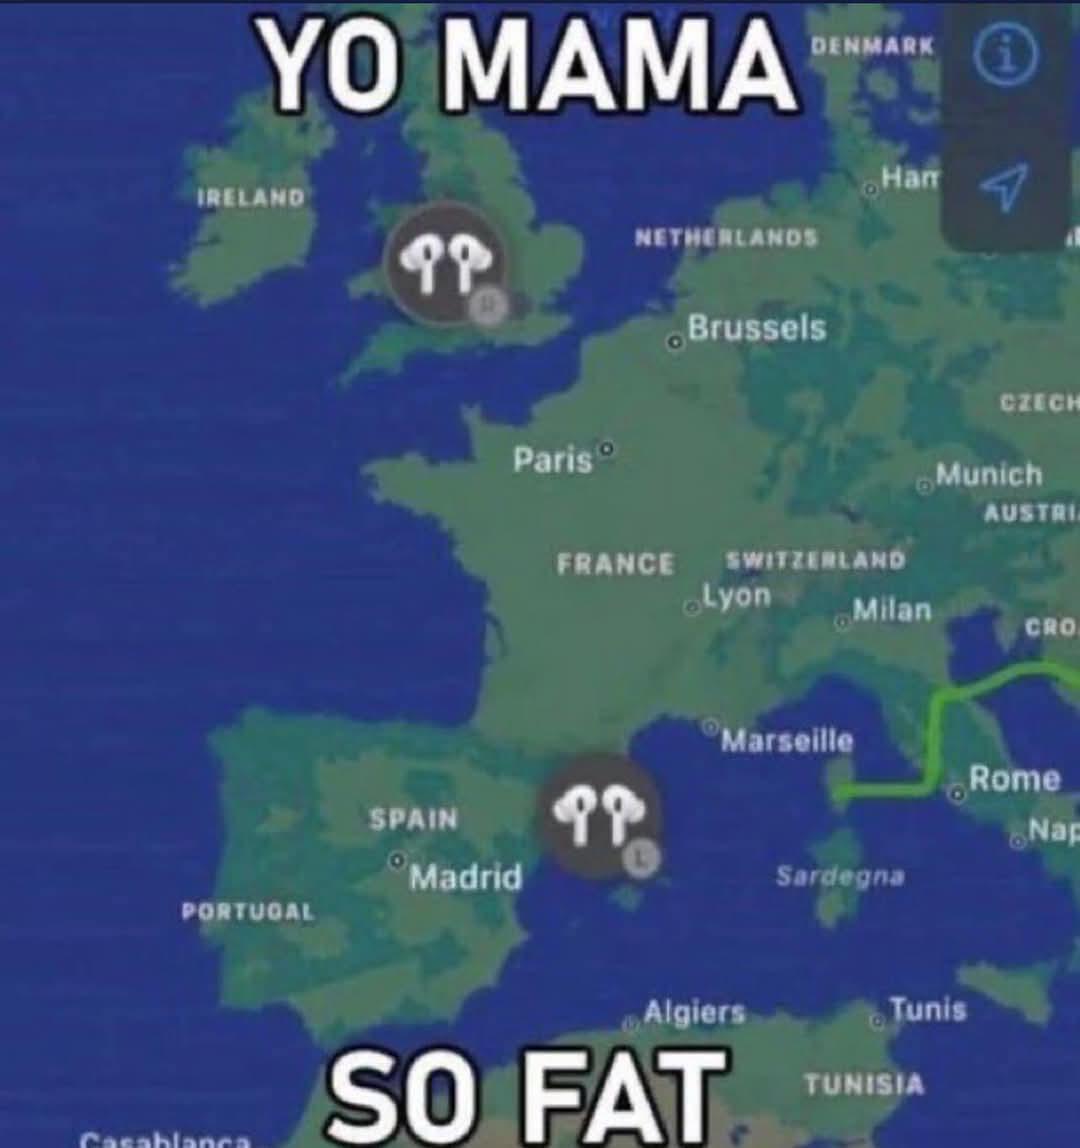 YO MAMA
DENMARK
Ham
IRELAND
NETHERLANDS
R
Brussels
CZECH
Paris
Munich
AUSTRI
FRANCE
SWITZERLAND
Lyon
Milan
CRO
Marseille
Rome
SPAIN
Nap
L
Madrid
Sardegna
PORTUGAL
Algiers
Tunis
SO FAT
TUNISIA
Casablanca